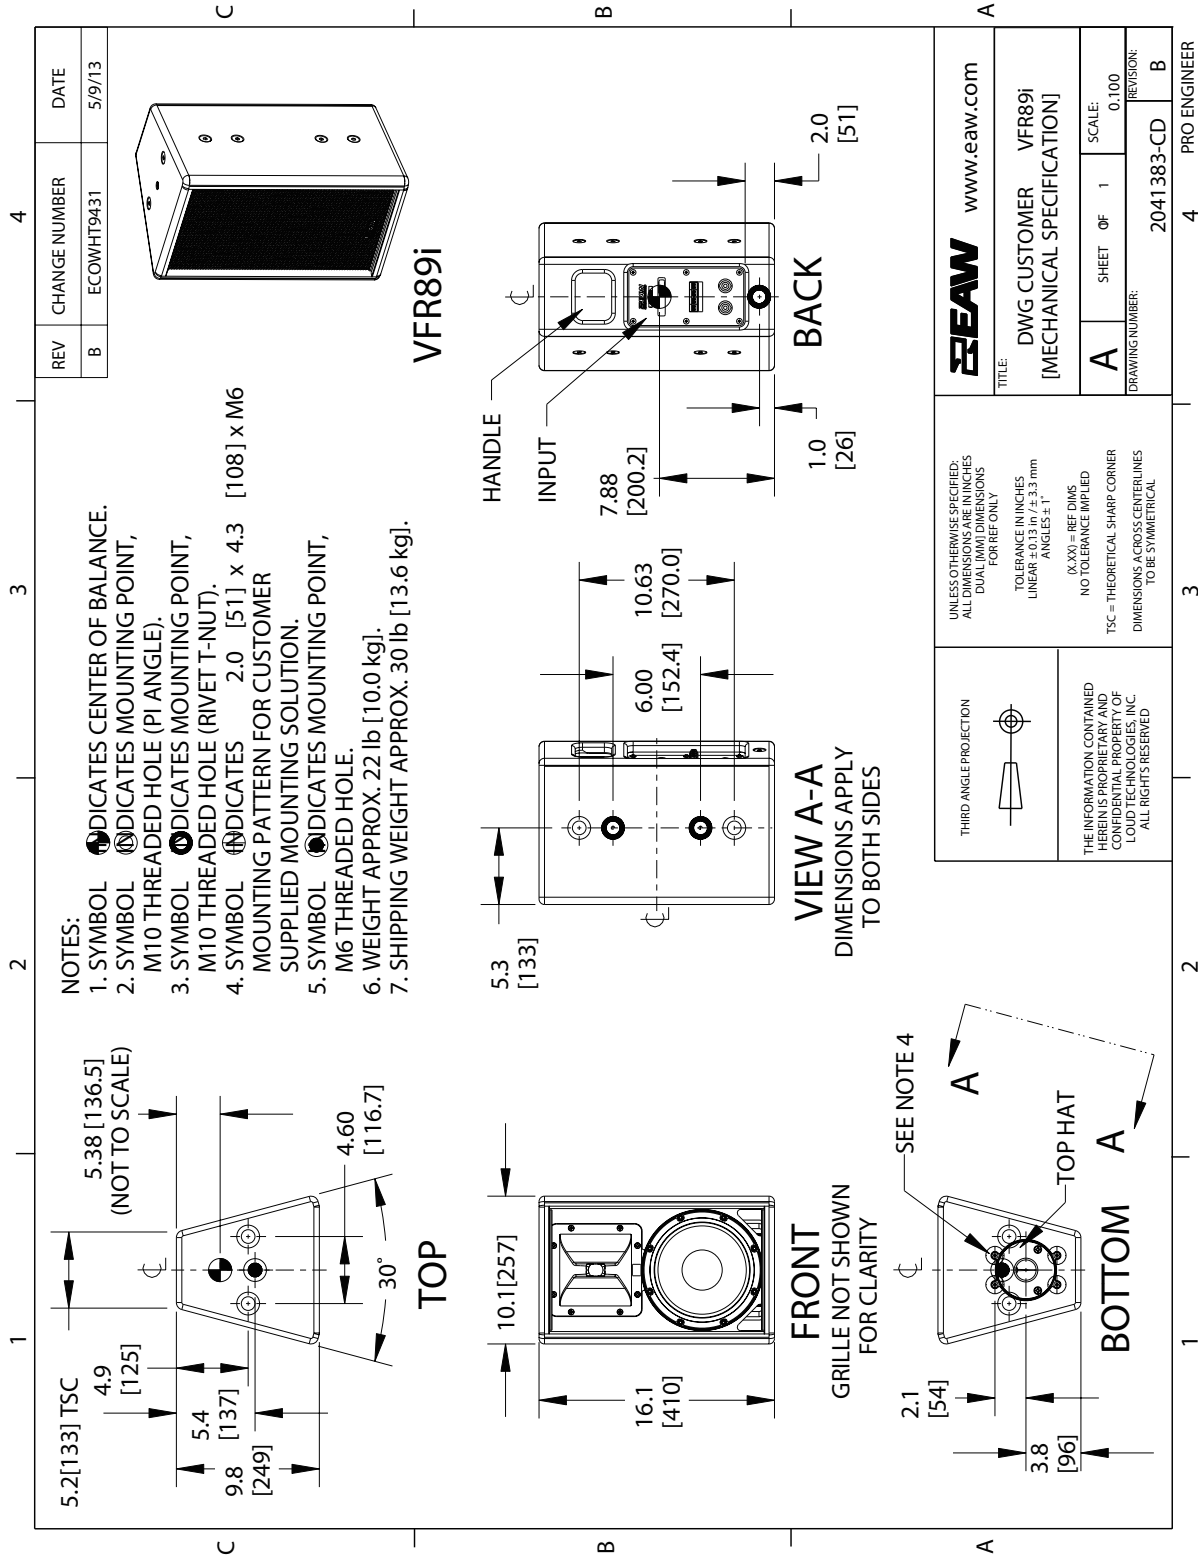 NOTES:
1. SYMBOL INDICATES CENTER OF BALANCE.
2. SYMBOL INDICATES MOUNTING POINT,
M10 THREADED HOLE (PI ANGLE).
3. SYMBOL INDICATES MOUNTING POINT,
M10 THREADED HOLE (RIVET T-NUT).
4. SYMBOL INDICATES 2.0 [51] x 4.3 [108] x M6
MOUNTING PATTERN FOR CUSTOMER
SUPPLIED MOUNTING SOLUTION.
5. SYMBOL INDICATES MOUNTING POINT,
M6 THREADED HOLE.
6. WEIGHT APPROX. 22 lb [10.0 kg].
7. SHIPPING WEIGHT APPROX. 30 lb [13.6 kg].
REV CHANGE NUMBER DATE
B ECOWHT9431 5/9/13
VFR89i
5.2[133] TSC
4.9
[125]
5.4
[137]
9.8
[249]
5.38 [136.5]
(NOT TO SCALE)
4.60
[116.7]
30°
TOP
10.1[257]
16.1
[410]
FRONT
GRILLE NOT SHOWN
FOR CLARITY
5.3
[133]
6.00
[152.4]
10.63
[270.0]
VIEW A-A
DIMENSIONS APPLY
TO BOTH SIDES
HANDLE
INPUT
7.88
[200.2]
1.0
[26]
2.0
[51]
BACK
2.1
[54]
3.8
[96]
SEE NOTE 4
TOP HAT
A
A
BOTTOM
THIRD ANGLE PROJECTION
THE INFORMATION CONTAINED
HEREIN IS PROPRIETARY AND
CONFIDENTIAL PROPERTY OF
LOUD TECHNOLOGIES, INC.
ALL RIGHTS RESERVED
UNLESS OTHERWISE SPECIFIED:
ALL DIMENSIONS ARE IN INCHES
DUAL [MM] DIMENSIONS
FOR REF ONLY
TOLERANCE IN INCHES
LINEAR ± 0.13 in / ± 3.3 mm
ANGLES ± 1°
(X.XX) = REF DIMS
NO TOLERANCE IMPLIED
TSC = THEORETICAL SHARP CORNER
DIMENSIONS ACROSS CENTERLINES
TO BE SYMMETRICAL
EAW www.eaw.com
TITLE:
DWG CUSTOMER VFR89i
[MECHANICAL SPECIFICATION]
A
SHEET 1 OF 1
SCALE:
0.100
DRAWING NUMBER:
2041383-CD
REVISION:
B
PRO ENGINEER
1 2 3 4
1 2 3 4
C B A
C B A